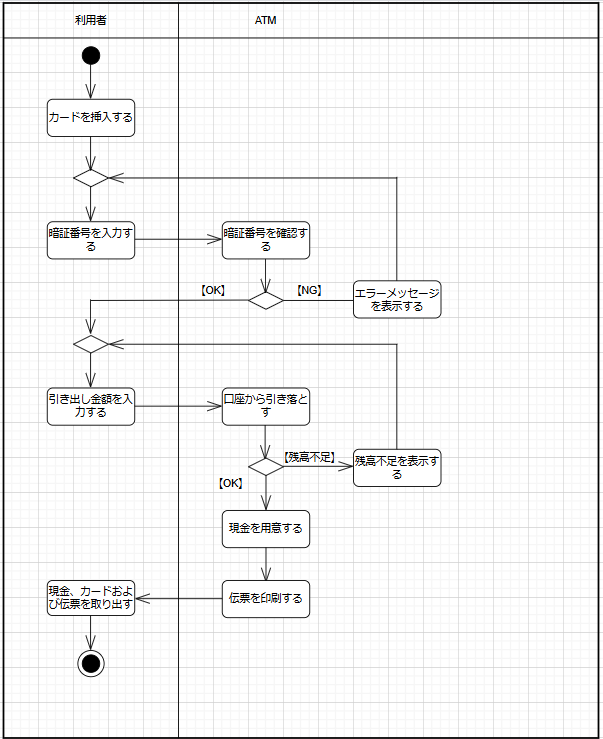 利用者
ATM
カードを挿入する
暗証番号を入力す
る
暗証番号を確認す
る
【OK】
【NG】
エラーメッセージ
を表示する
引き出し金額を入
力する
口座から引き落と
す
【残高不足】
残高不足を表示す
る
【OK】
現金を用意する
現金、カードおよ
び伝票を取り出す
伝票を印刷する